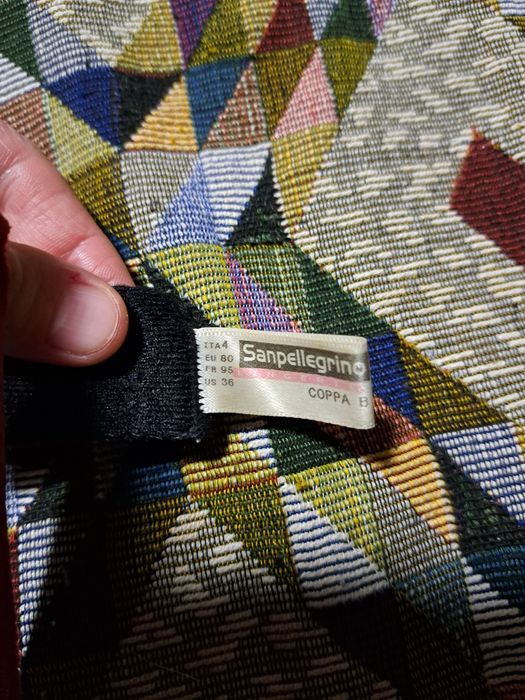 ITA 4
EU 80
FR 95
US 36
Sanpellegrino
COPPA B